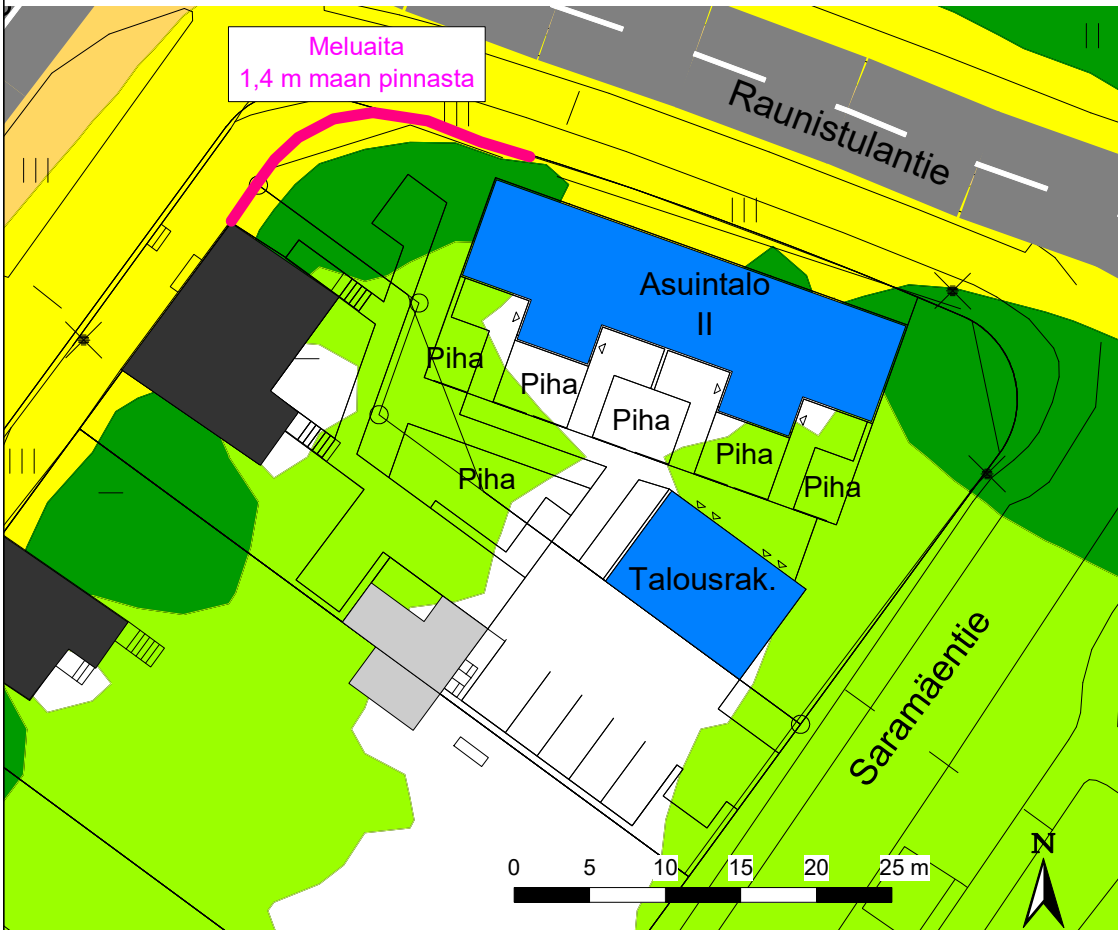 Meluaita
1,4 m maan pinnasta
Raunistulantie
Asuintalo
II
Piha
Piha
Piha
Piha
Piha
Piha
Talousrak.
Saramäentie
N
0 5 10 15 20 25 m